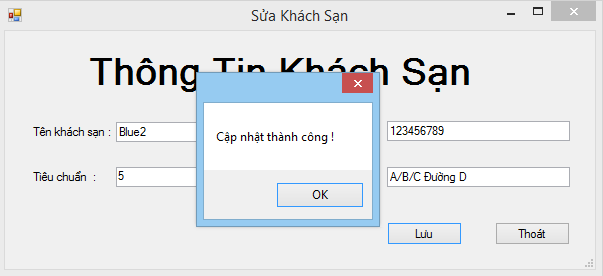 Sửa Khách Sạn
Thông Tin Khách Sạn
Tên khách sạn : Blue2
123456789
Cập nhật thành công !
Tiêu chuẩn : 5
A/B/C Đường D
OK
Lưu
Thoát